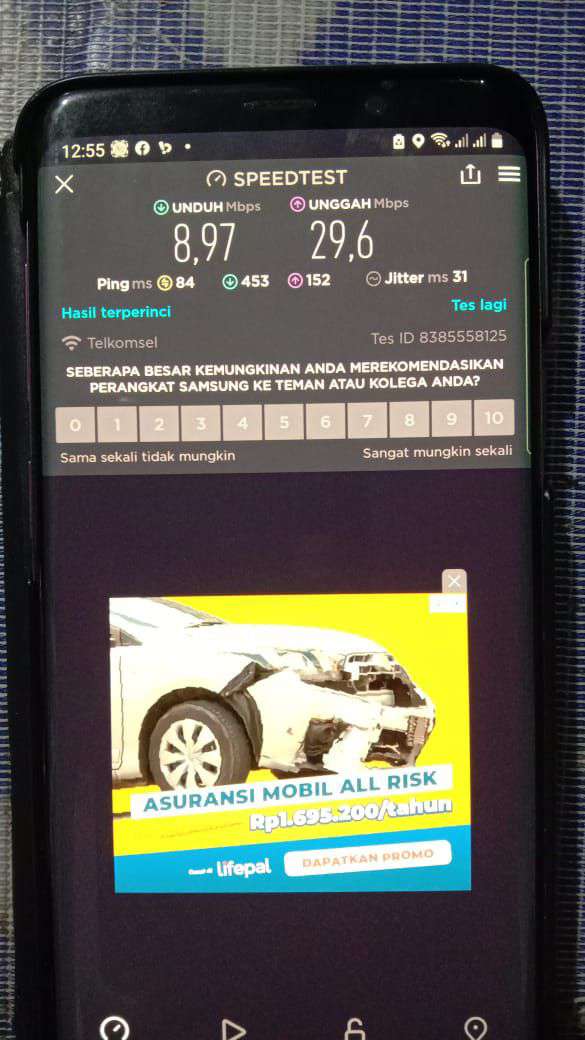 12:55
SPEEDTEST
UNDUH Mbps UNGGAH Mbps
8,97 29,6
Ping ms 84 453 152 Jitter ms 31
Hasil terperinci Tes lagi
Telkomsel Tes ID 8385558125
SEBERAPA BESAR KEMUNGKINAN ANDA MEREKOMENDASIKAN
PERANGKAT SAMSUNG KE TEMAN ATAU KOLEGA ANDA?
0 1 2 3 4 5 6 7 8 9 10
Sama sekali tidak mungkin Sangat mungkin sekali
ASURANSI MOBIL ALL RISK
Rp1.695.200/tahun
lifepal DAPATKAN PROMO